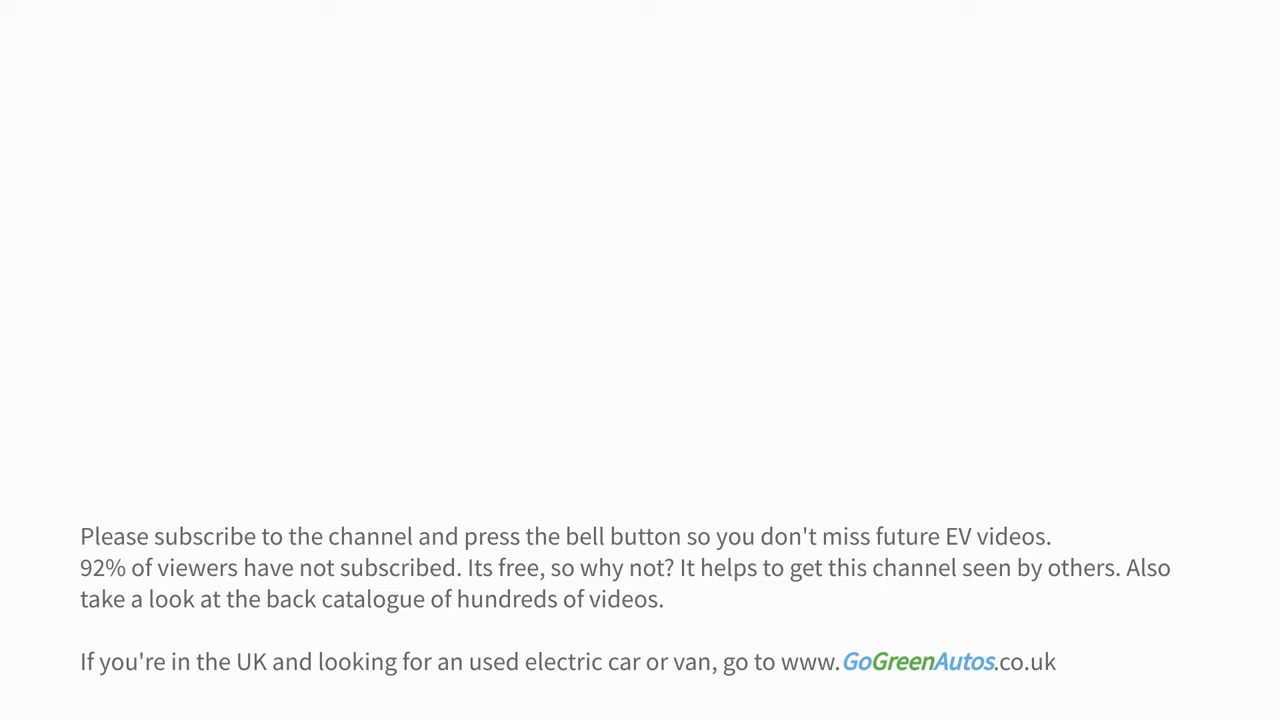 Please subscribe to the channel and press the bell button so you don't miss future EV videos.
92% of viewers have not subscribed. Its free, so why not? It helps to get this channel seen by others. Also
take a look at the back catalogue of hundreds of videos.
If you're in the UK and looking for an used electric car or van, go to www.GoGreenAutos.co.uk